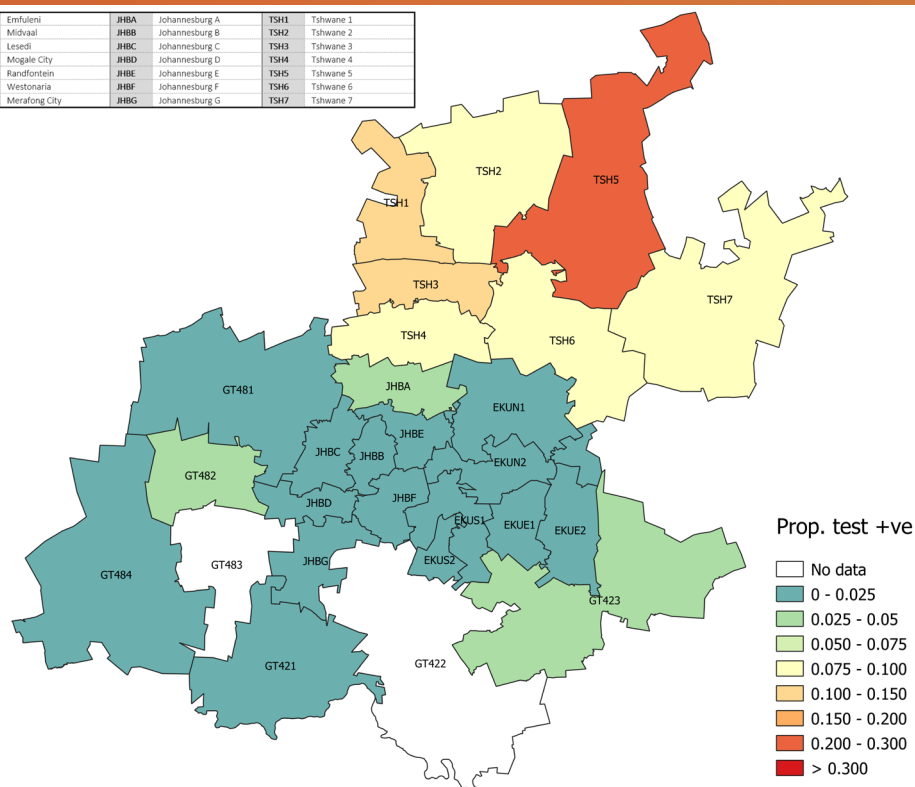 Emfuleni JHBA Johannesburg A TSH1 Tshwane 1
Midvaal JHBB Johannesburg B TSH2 Tshwane 2
Lesedi JHBC Johannesburg C TSH3 Tshwane 3
Mogale City JHBD Johannesburg D TSH4 Tshwane 4
Randfontein JHBE Johannesburg E TSH5 Tshwane 5
Westonaria JHBF Johannesburg F TSH6 Tshwane 6
Merafong City JHBG Johannesburg G TSH7 Tshwane 7
TSH2
TSH5
TSH1
TSH3
TSH7
TSH4
TSH6
GT481
JHBA
EKUN1
JHBE
JHBC
JHBB
EKUN2
GT482
JHBD
JHBF
EKUS1
EKUE1
EKUE2
GT483
JHBG
EKUS2
GT484
GT423
GT421
GT422
Prop. test +ve
No data
0 - 0.025
0.025 - 0.05
0.050 - 0.075
0.075 - 0.100
0.100 - 0.150
0.150 - 0.200
0.200 - 0.300
> 0.300